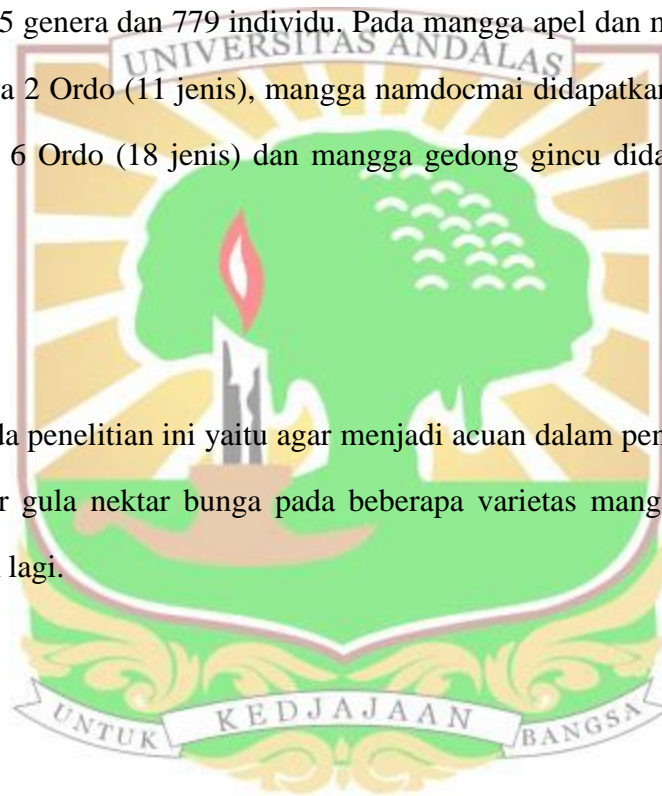 5 genera dan 779 individu. Pada mangga apel dan m
UNIVERSITAS ANDALAS
a 2 Ordo (11 jenis), mangga namdocmai didapatkan
6 Ordo (18 jenis) dan mangga gedong gincu dida
da penelitian ini yaitu agar menjadi acuan dalam pen
r gula nektar bunga pada beberapa varietas mang
lagi.
UNTUK KEDJAJAAN BANGSA